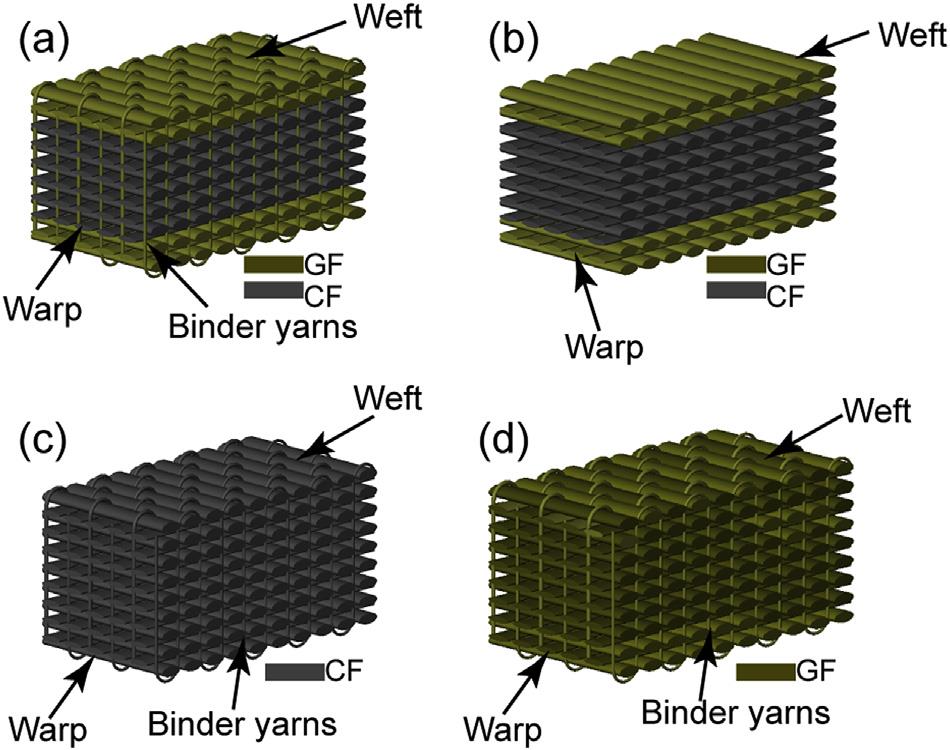 (a)
Weft
GF
CF
Warp
Binder yarns
(b)
Weft
GF
CF
Warp
(c)
Weft
CF
Warp
Binder yarns
(d)
Weft
GF
Warp
Binder yarns